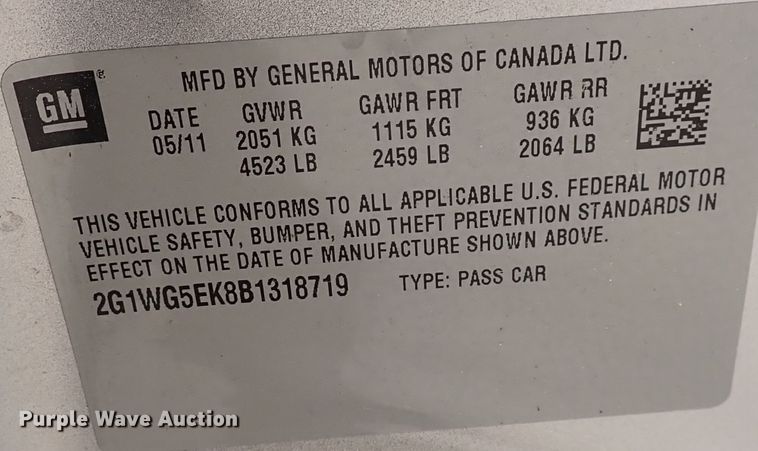 GM
MFD BY GENERAL MOTORS OF CANADA LTD.
DATE GVWR GAWR FRT GAWR RR
05/11 2051 KG 1115 KG 936 KG
4523 LB 2459 LB 2064 LB
THIS VEHICLE CONFORMS TO ALL APPLICABLE U.S. FEDERAL MOTOR
VEHICLE SAFETY, BUMPER, AND THEFT PREVENTION STANDARDS IN
EFFECT ON THE DATE OF MANUFACTURE SHOWN ABOVE.
2G1WG5EK8B1318719 TYPE: PASS CAR
Purple Wave Auction